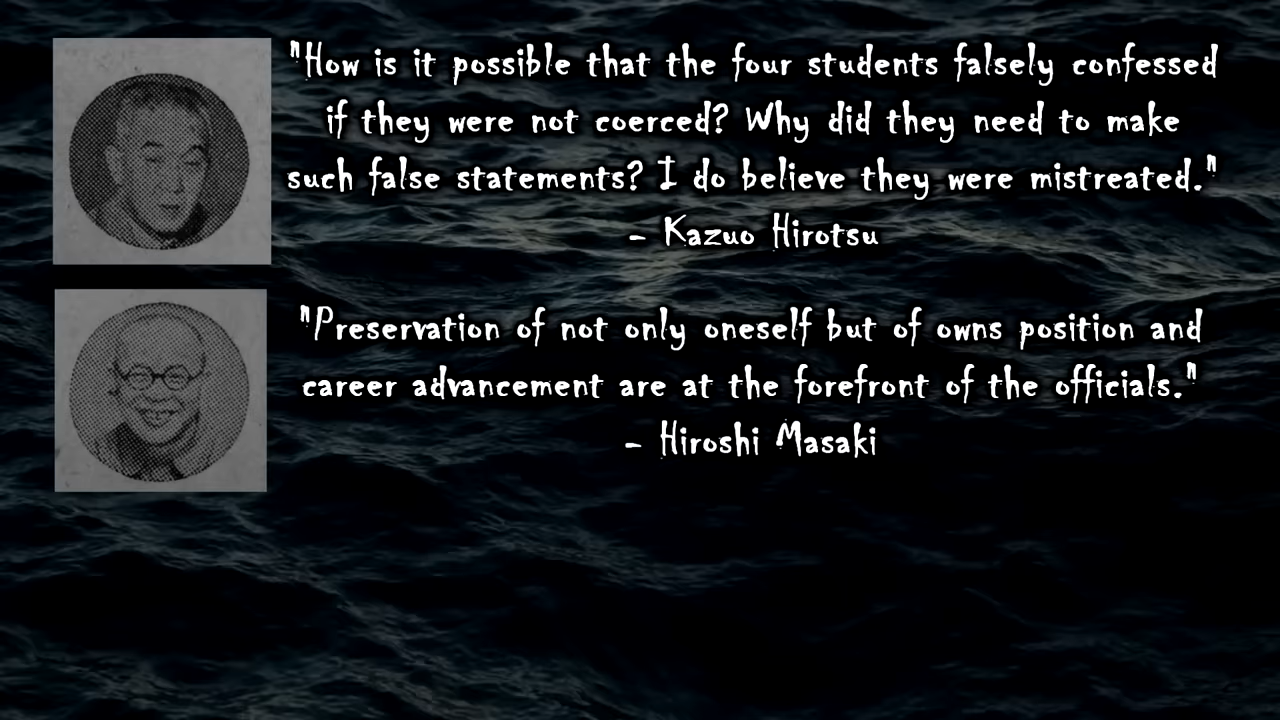 "How is it possible that the four students falsely confessed
if they were not coerced? Why did they need to make
such false statements? I do believe they were mistreated."
- Kazuo Hirotsu
"Preservation of not only oneself but of owns position and
career advancement are at the forefront of the officials."
- Hiroshi Masaki